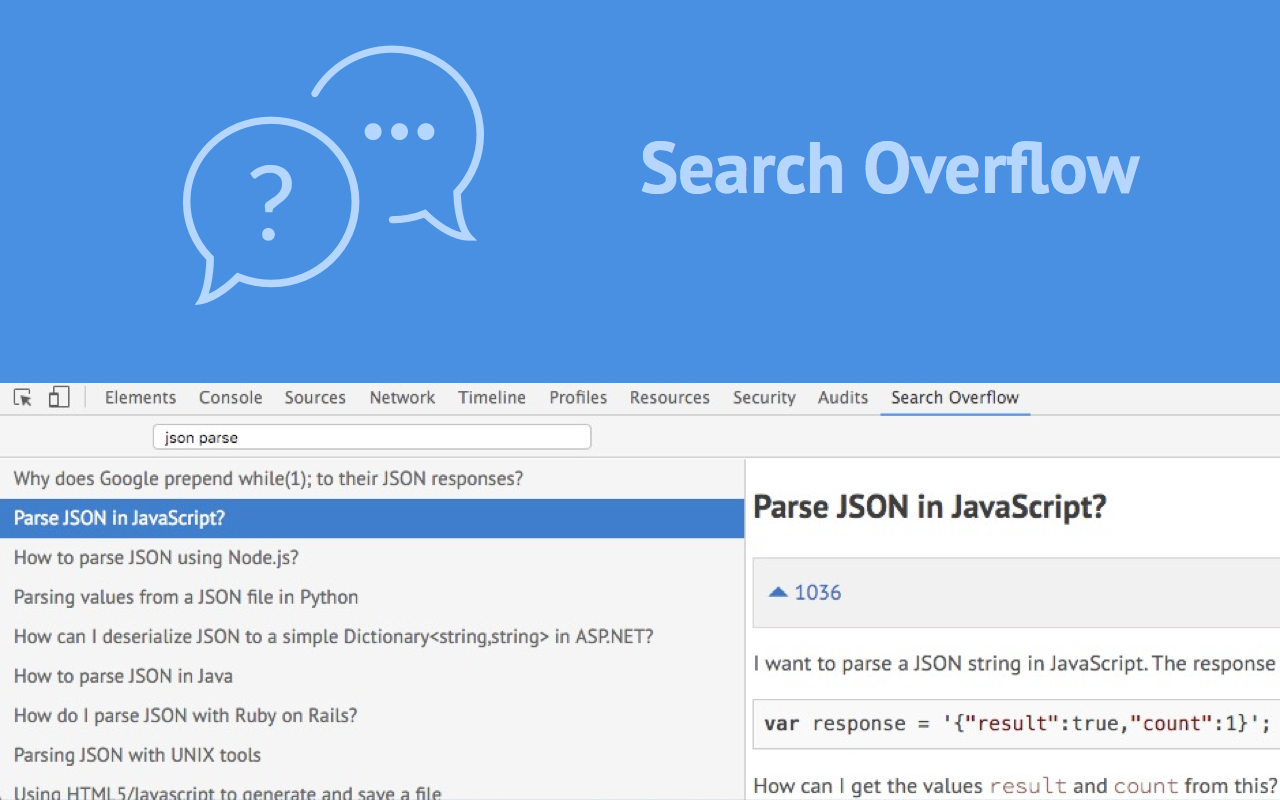 ?
Search Overflow
Elements Console Sources Network Timeline Profiles Resources Security Audits Search Overflow
json parse
Why does Google prepend while(1); to their JSON responses?
Parse JSON in JavaScript?
How to parse JSON using Node.js?
Parsing values from a JSON file in Python
How can I deserialize JSON to a simple Dictionary<string,string> in ASP.NET?
How to parse JSON in Java
How do I parse JSON with Ruby on Rails?
Parsing JSON with UNIX tools
Using HTML5/Javascript to generate and save a file
Parse JSON in JavaScript?
1036
I want to parse a JSON string in JavaScript. The response
var response = '{"result":true,"count":1}';
How can I get the values result and count from this?